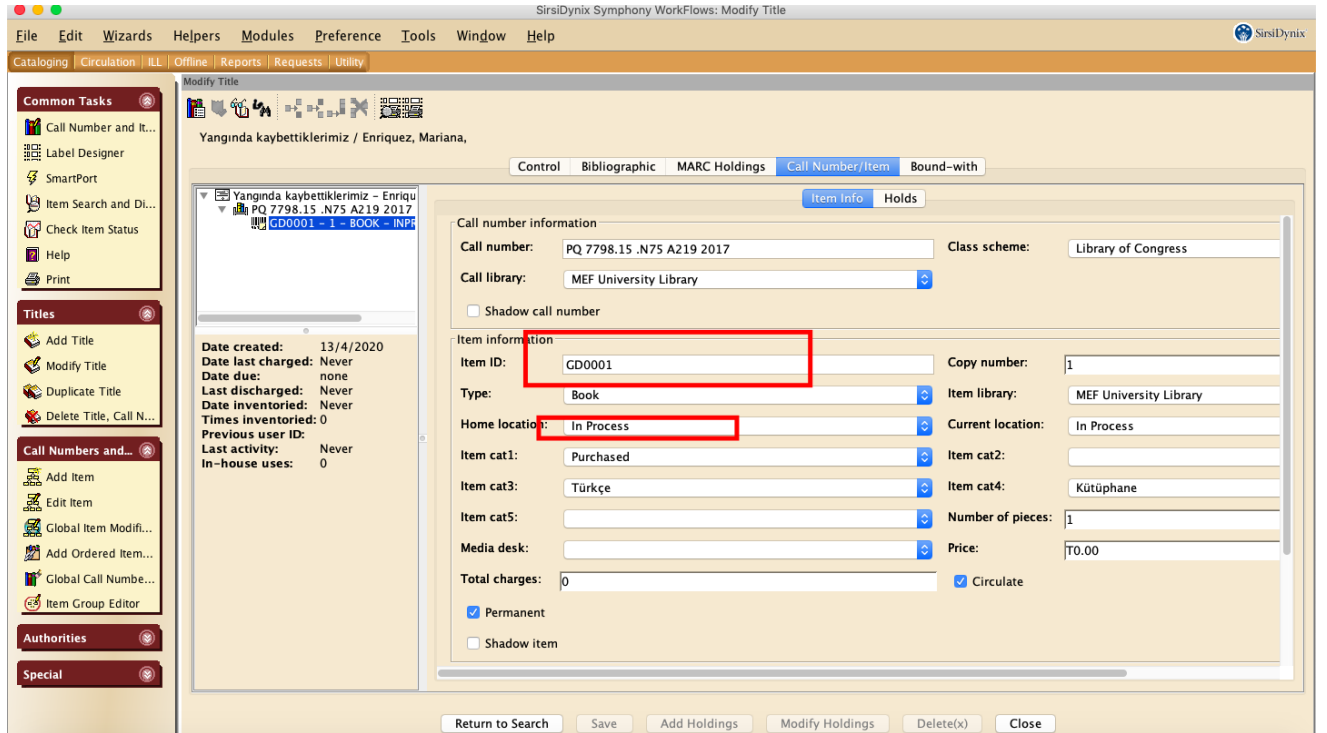 SirsiDynix Symphony WorkFlows: Modify Title
File Edit Wizards Helpers Modules Preference Tools Window Help
SirsiDynix
Cataloging Circulation ILL Offline Reports Requests Utility
Modify Title
Common Tasks
Call Number and It...
Label Designer
SmartPort
Item Search and Di...
Check Item Status
Help
Print
Titles
Add Title
Modify Title
Duplicate Title
Delete Title, Call N...
Call Numbers and...
Add Item
Edit Item
Global Item Modifi...
Add Ordered Item...
Global Call Numbe...
Item Group Editor
Authorities
Special
Yangında kaybettiklerimiz / Enriquez, Mariana,
Control Bibliographic MARC Holdings Call Number/Item Bound-with
Yangında kaybettiklerimiz – Enriqu
PQ 7798.15 .N75 A219 2017
GD0001 – 1 – BOOK – INPR
Date created: 13/4/2020
Date last charged: Never
Date due: none
Last discharged: Never
Date inventoried: Never
Times inventoried: 0
Previous user ID:
Last activity: Never
In-house uses: 0
Item Info Holds
Call number information
Call number: PQ 7798.15 .N75 A219 2017 Class scheme: Library of Congress
Call library: MEF University Library
Shadow call number
Item information
Item ID: GD0001 Copy number: 1
Type: Book Item library: MEF University Library
Home location: In Process Current location: In Process
Item cat1: Purchased Item cat2:
Item cat3: Türkçe Item cat4: Kütüphane
Item cat5: Number of pieces: 1
Media desk: Price: T0.00
Total charges: 0 Circulate
Permanent
Shadow item
Return to Search Save Add Holdings Modify Holdings Delete(x) Close